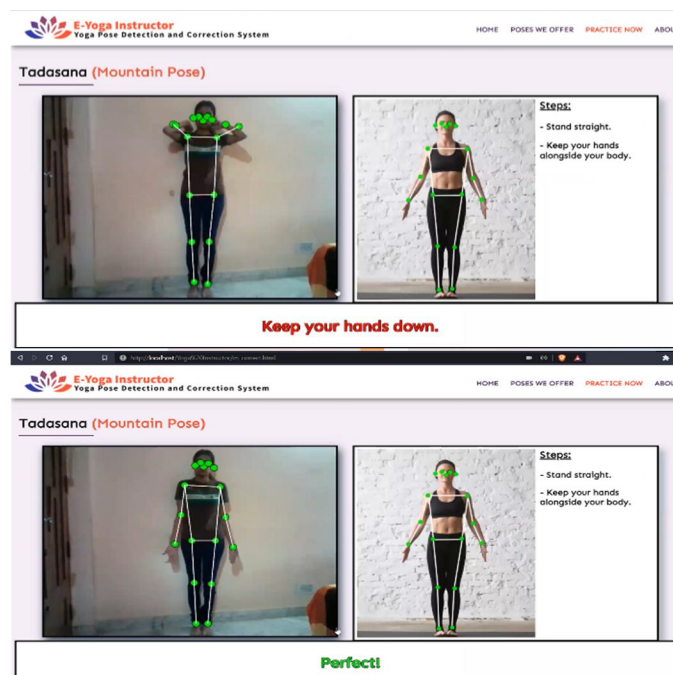 E-Yoga Instructor
Yoga Pose Detection and Correction System
HOME POSES WE OFFER PRACTICE NOW ABOU
Tadasana (Mountain Pose)
Steps:
- Stand straight.
- Keep your hands
alongside your body.
Keep your hands down.
E-Yoga Instructor
Yoga Pose Detection and Correction System
HOME POSES WE OFFER PRACTICE NOW ABOU
Tadasana (Mountain Pose)
Steps:
- Stand straight.
- Keep your hands
alongside your body.
Perfect!